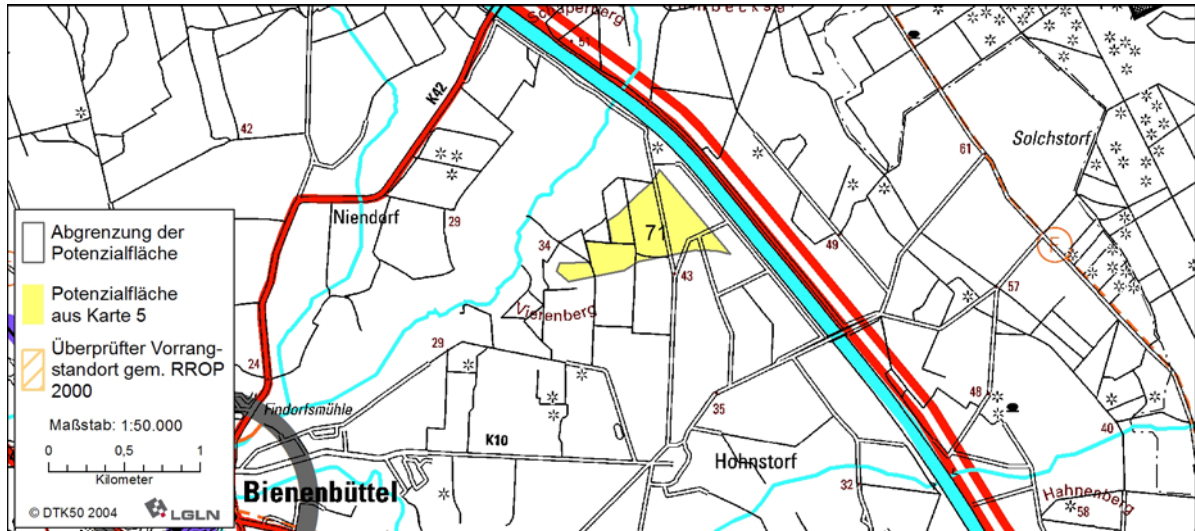 Schaperberg
51
K42
42
61
Solchstorf
Niendorf
29
71
34
49
F
43
57
Vierenberg
29
24
Findorfsmühle
35
48
40
K10
Hohnstorf
32
Hahnenberg
58
Bienenbüttel
Abgrenzung der
Potenzialfläche
Potenzialfläche
aus Karte 5
Überprüfter Vorrang-
standort gem. RROP
2000
Maßstab: 1:50.000
0 0,5 1
Kilometer
© DTK50 2004 LGLN